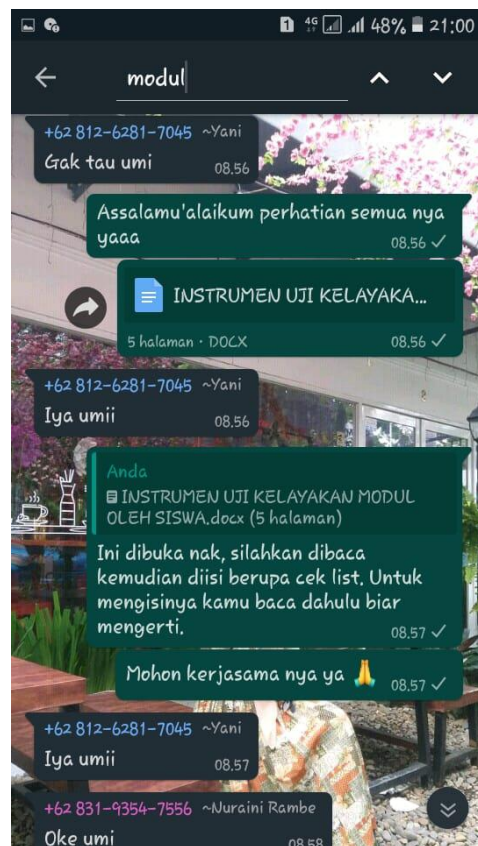 1 4G 48% 21:00
modul
+62 812-6281-7045 ~Yani
Gak tau umi 08.56
Assalamu'alaikum perhatian semua nya
yaaa 08.56
INSTRUMEN UJI KELAYAKA...
5 halaman · DOCX 08.56
+62 812-6281-7045 ~Yani
Iya umii 08.56
Anda
INSTRUMEN UJI KELAYAKAN MODUL
OLEH SISWA.docx (5 halaman)
Ini dibuka nak, silahkan dibaca
kemudian diisi berupa cek list. Untuk
mengisinya kamu baca dahulu biar
mengerti. 08.57
Mohon kerjasama nya ya 🙏 08.57
+62 812-6281-7045 ~Yani
Iya umii 08.57
+62 831-9354-7556 ~Nuraini Rambe
Oke umi 08.58